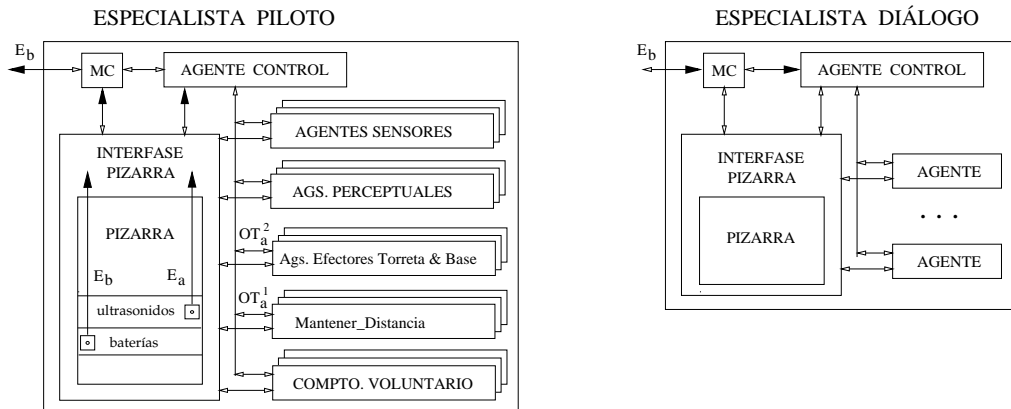 ESPECIALISTA PILOTO
E_b
MC
AGENTE CONTROL
AGENTES SENSORES
INTERFASE
PIZARRA
AGS. PERCEPTUALES
PIZARRA
OT_a^2
Ags. Efectores Torreta & Base
E_b
E_a
OT_a^1
ultrasonidos
Mantener_Distancia
baterías
COMPTO. VOLUNTARIO
ESPECIALISTA DIÁLOGO
E_b
MC
AGENTE CONTROL
INTERFASE
PIZARRA
AGENTE
. . .
PIZARRA
AGENTE